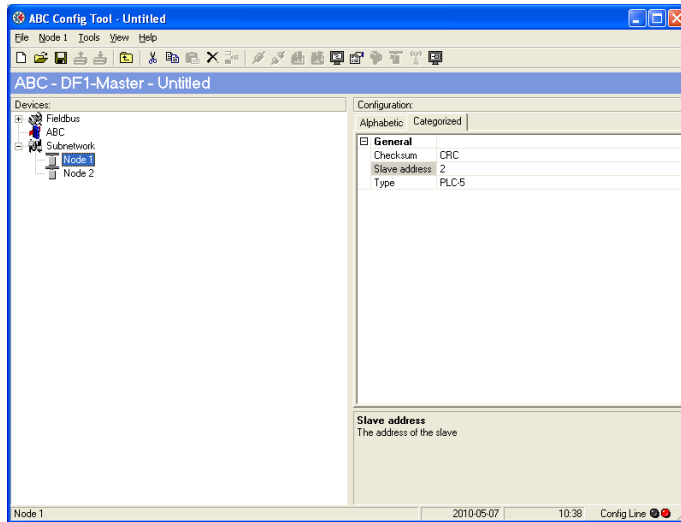 ABC Config Tool - Untitled
File Node 1 Tools View Help
ABC - DF1-Master - Untitled
Devices:
Fieldbus
ABC
Subnetwork
Node 1
Node 2
Configuration:
Alphabetic Categorized
General
Checksum CRC
Slave address 2
Type PLC-5
Slave address
The address of the slave
Node 1 2010-05-07 10:38 Config Line